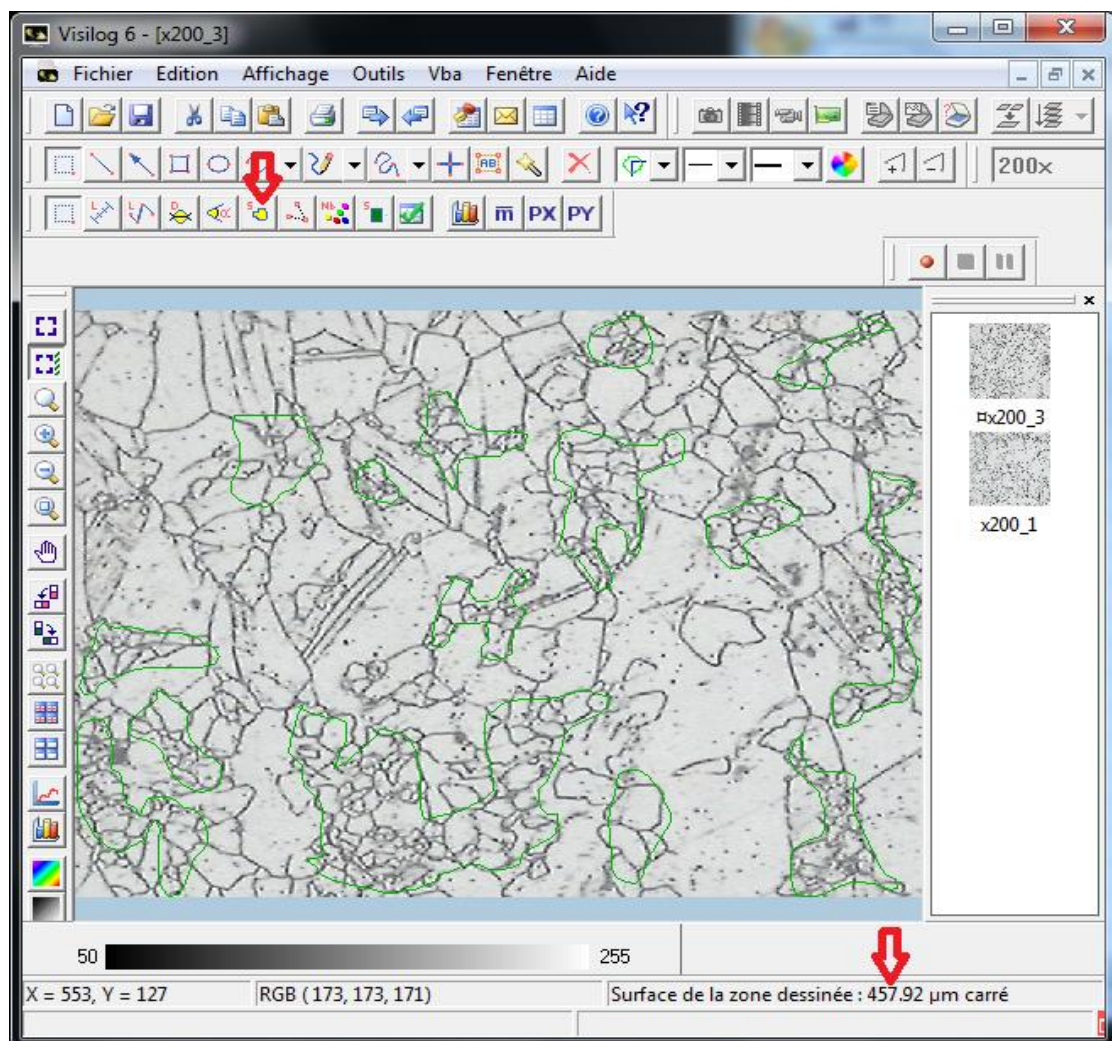 Visilog 6 - [x200_3]
Fichier Edition Affichage Outils Vba Fenêtre Aide
200x
m PX PY
¤x200_3
x200_1
50 255
X = 553, Y = 127 RGB ( 173, 173, 171) Surface de la zone dessinée : 457.92 µm carré